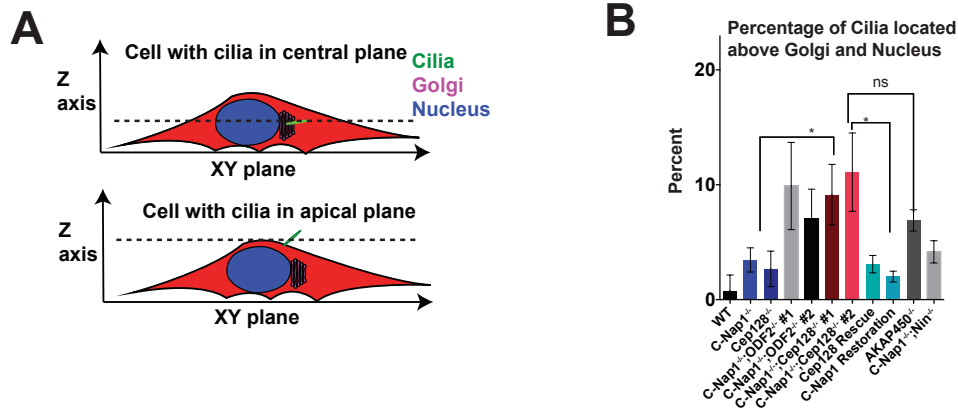 A
Cell with cilia in central plane
Cilia
Golgi
Nucleus
Z
axis
XY plane
Cell with cilia in apical plane
Z
axis
XY plane
B
Percentage of Cilia located
above Golgi and Nucleus
20
10
0
Percent
ns
*
*
WT
C-Nap1⁻/⁻
Cep128⁻/⁻
C-Nap1⁻/⁻;ODF2⁻/⁻ #1
C-Nap1⁻/⁻;ODF2⁻/⁻ #2
C-Nap1⁻/⁻;Cep128⁻/⁻ #1
C-Nap1⁻/⁻;Cep128⁻/⁻ #2
Cep128 Rescue
C-Nap1 Restoration
AKAP450⁻/⁻
C-Nap1⁻/⁻;Nin⁻/⁻